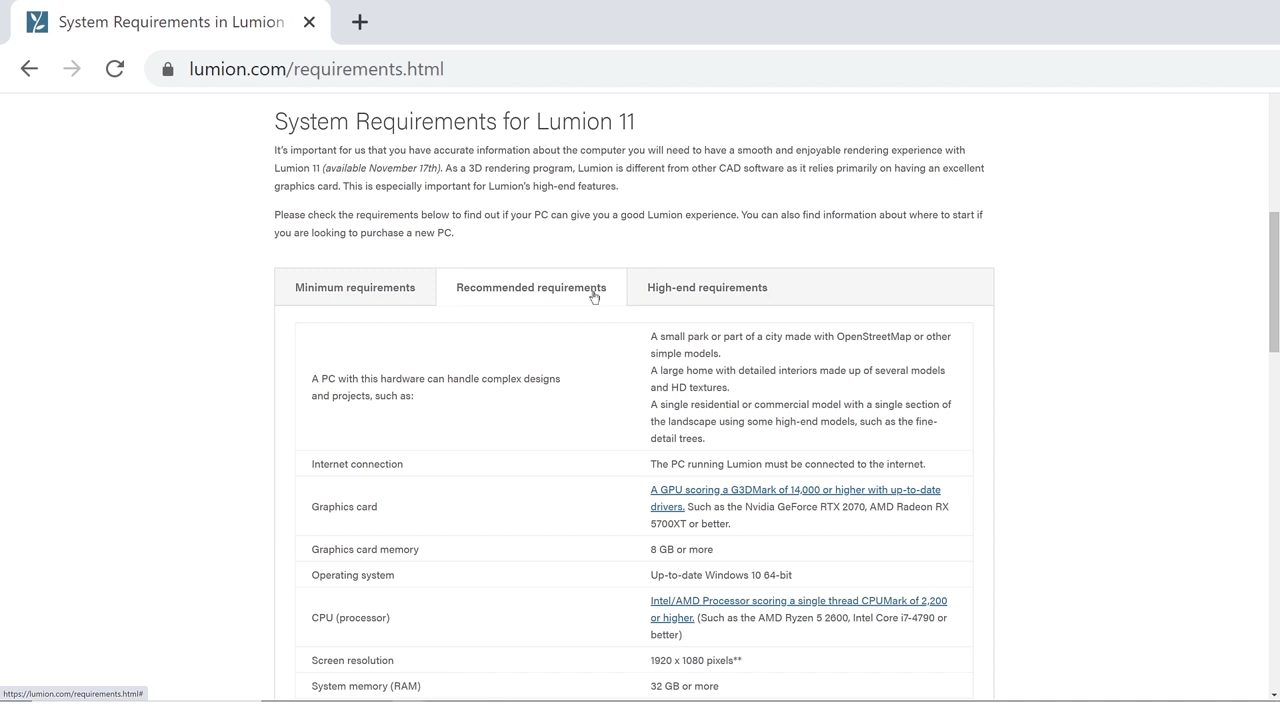 System Requirements in Lumion
lumion.com/requirements.html
System Requirements for Lumion 11
It's important for us that you have accurate information about the computer you will need to have a smooth and enjoyable rendering experience with
Lumion 11 (available November 17th). As a 3D rendering program, Lumion is different from other CAD software as it relies primarily on having an excellent
graphics card. This is especially important for Lumion's high-end features.
Please check the requirements below to find out if your PC can give you a good Lumion experience. You can also find information about where to start if
you are looking to purchase a new PC.
Minimum requirements
Recommended requirements
High-end requirements
A PC with this hardware can handle complex designs
and projects, such as:
A small park or part of a city made with OpenStreetMap or other
simple models.
A large home with detailed interiors made up of several models
and HD textures.
A single residential or commercial model with a single section of
the landscape using some high-end models, such as the fine-
detail trees.
Internet connection
The PC running Lumion must be connected to the internet.
Graphics card
A GPU scoring a G3DMark of 14,000 or higher with up-to-date
drivers. Such as the Nvidia GeForce RTX 2070, AMD Radeon RX
5700XT or better.
Graphics card memory
8 GB or more
Operating system
Up-to-date Windows 10 64-bit
CPU (processor)
Intel/AMD Processor scoring a single thread CPUMark of 2,200
or higher. (Such as the AMD Ryzen 5 2600, Intel Core i7-4790 or
better)
Screen resolution
1920 x 1080 pixels**
System memory (RAM)
32 GB or more
https://lumion.com/requirements.html#